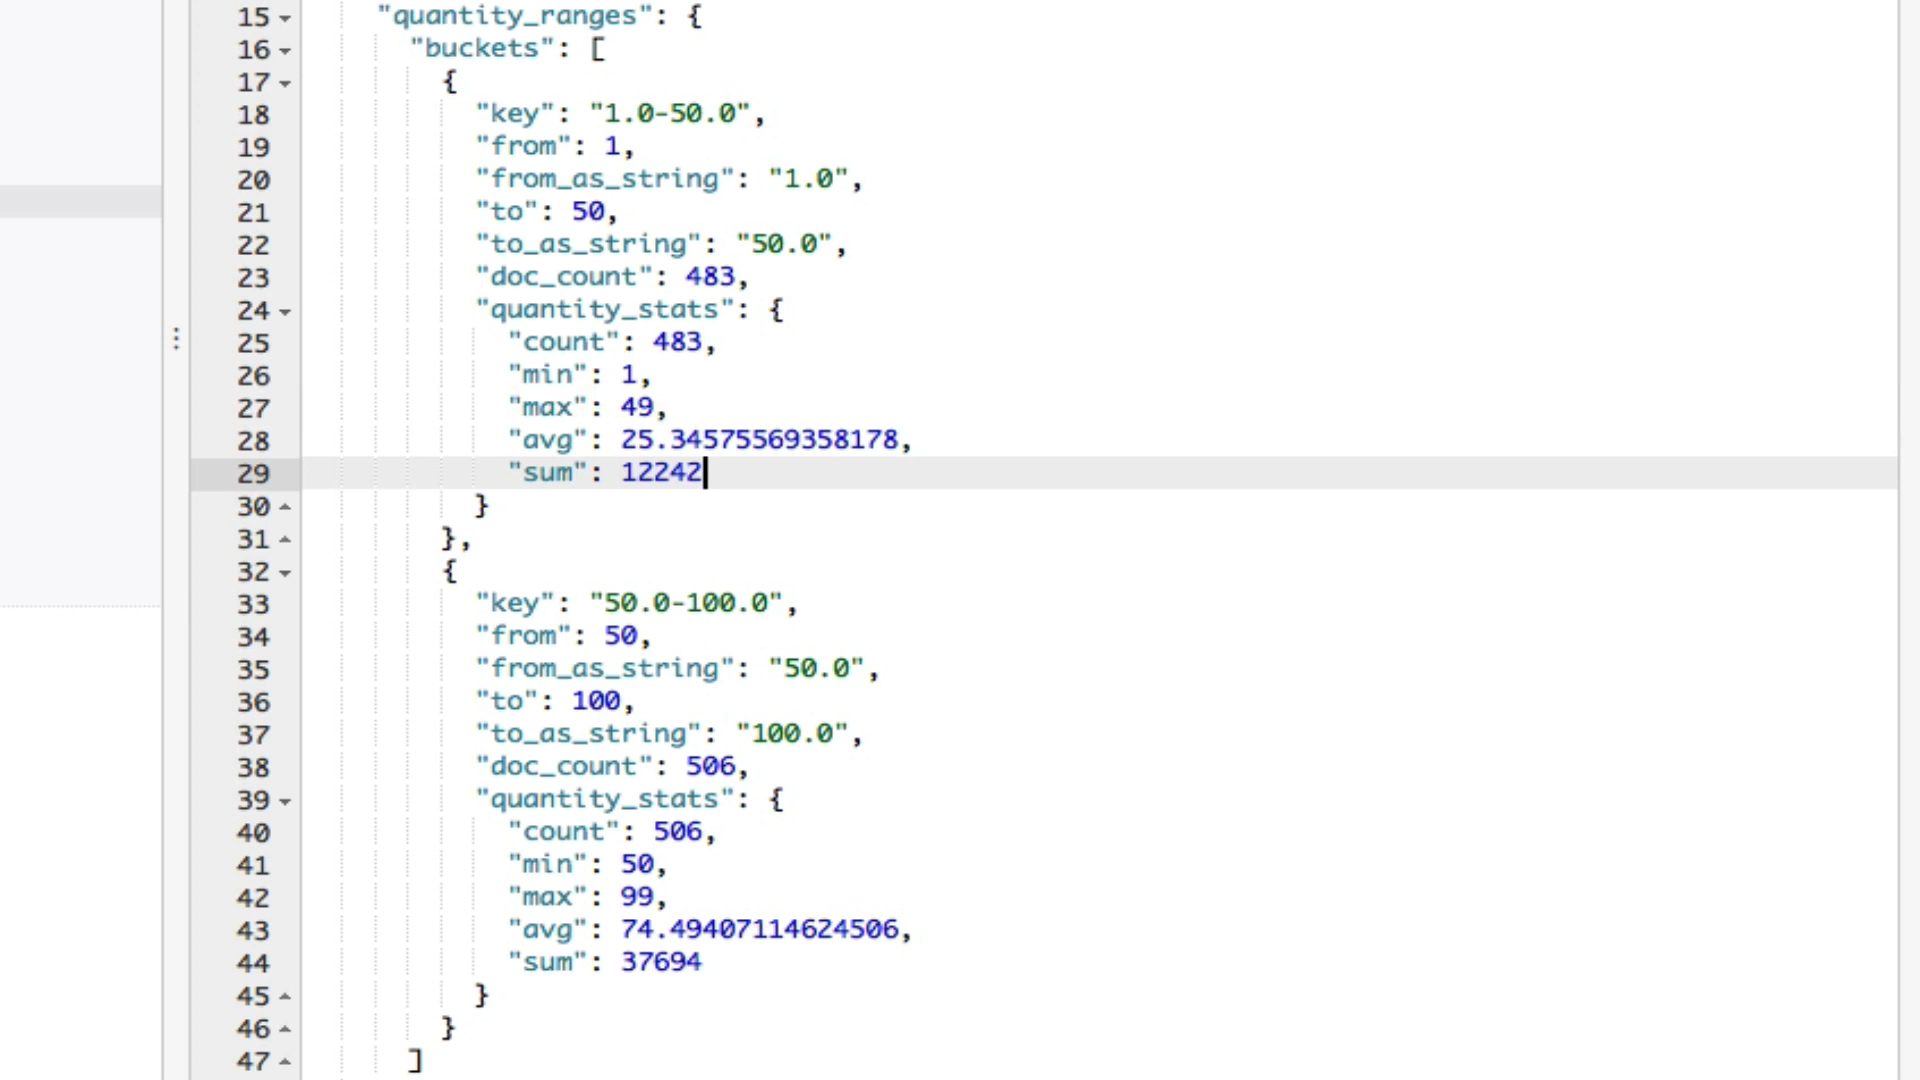 15 "quantity_ranges": {
16 "buckets": [
17 {
18 "key": "1.0-50.0",
19 "from": 1,
20 "from_as_string": "1.0",
21 "to": 50,
22 "to_as_string": "50.0",
23 "doc_count": 483,
24 "quantity_stats": {
25 "count": 483,
26 "min": 1,
27 "max": 49,
28 "avg": 25.34575569358178,
29 "sum": 12242
30 }
31 },
32 {
33 "key": "50.0-100.0",
34 "from": 50,
35 "from_as_string": "50.0",
36 "to": 100,
37 "to_as_string": "100.0",
38 "doc_count": 506,
39 "quantity_stats": {
40 "count": 506,
41 "min": 50,
42 "max": 99,
43 "avg": 74.49407114624506,
44 "sum": 37694
45 }
46 }
47 ]